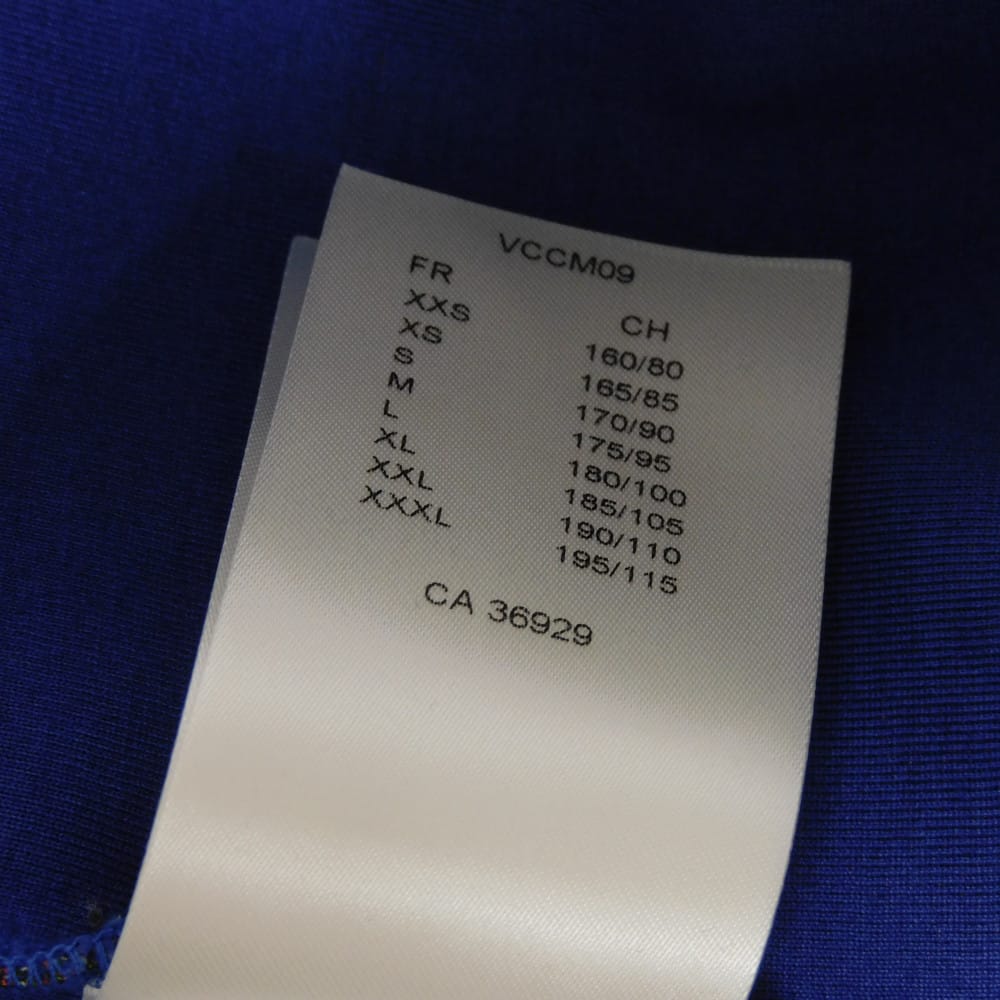 VCCM09
FR CH
XXS 160/80
XS 165/85
S 170/90
M 175/95
L 180/100
XL 185/105
XXL 190/110
XXXL 195/115
CA 36929